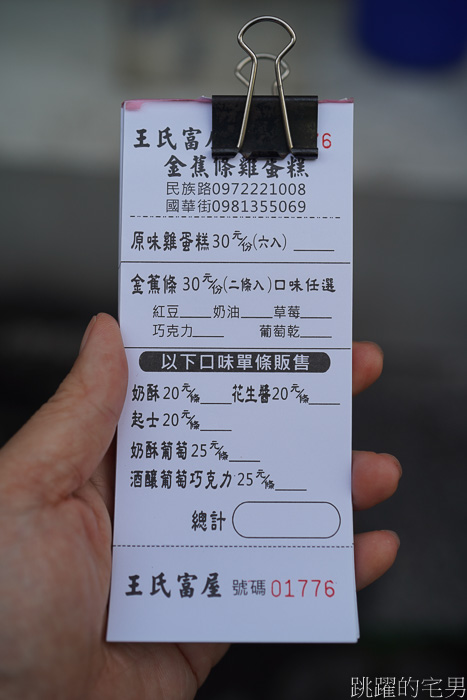 王氏富屋 6
金蕉條雞蛋糕
民族路0972221008
國華街0981355069
原味雞蛋糕30元/份(六入)
金蕉條 30元/份(二條入)口味任選
紅豆 奶油 草莓
巧克力 葡萄乾
以下口味單條販售
奶酥20元/條 花生醬20元/條
起士20元/條
奶酥葡萄25元/條
酒釀葡萄巧克力 25元/條
總計
王氏富屋 號碼 01776
跳躍的宅男